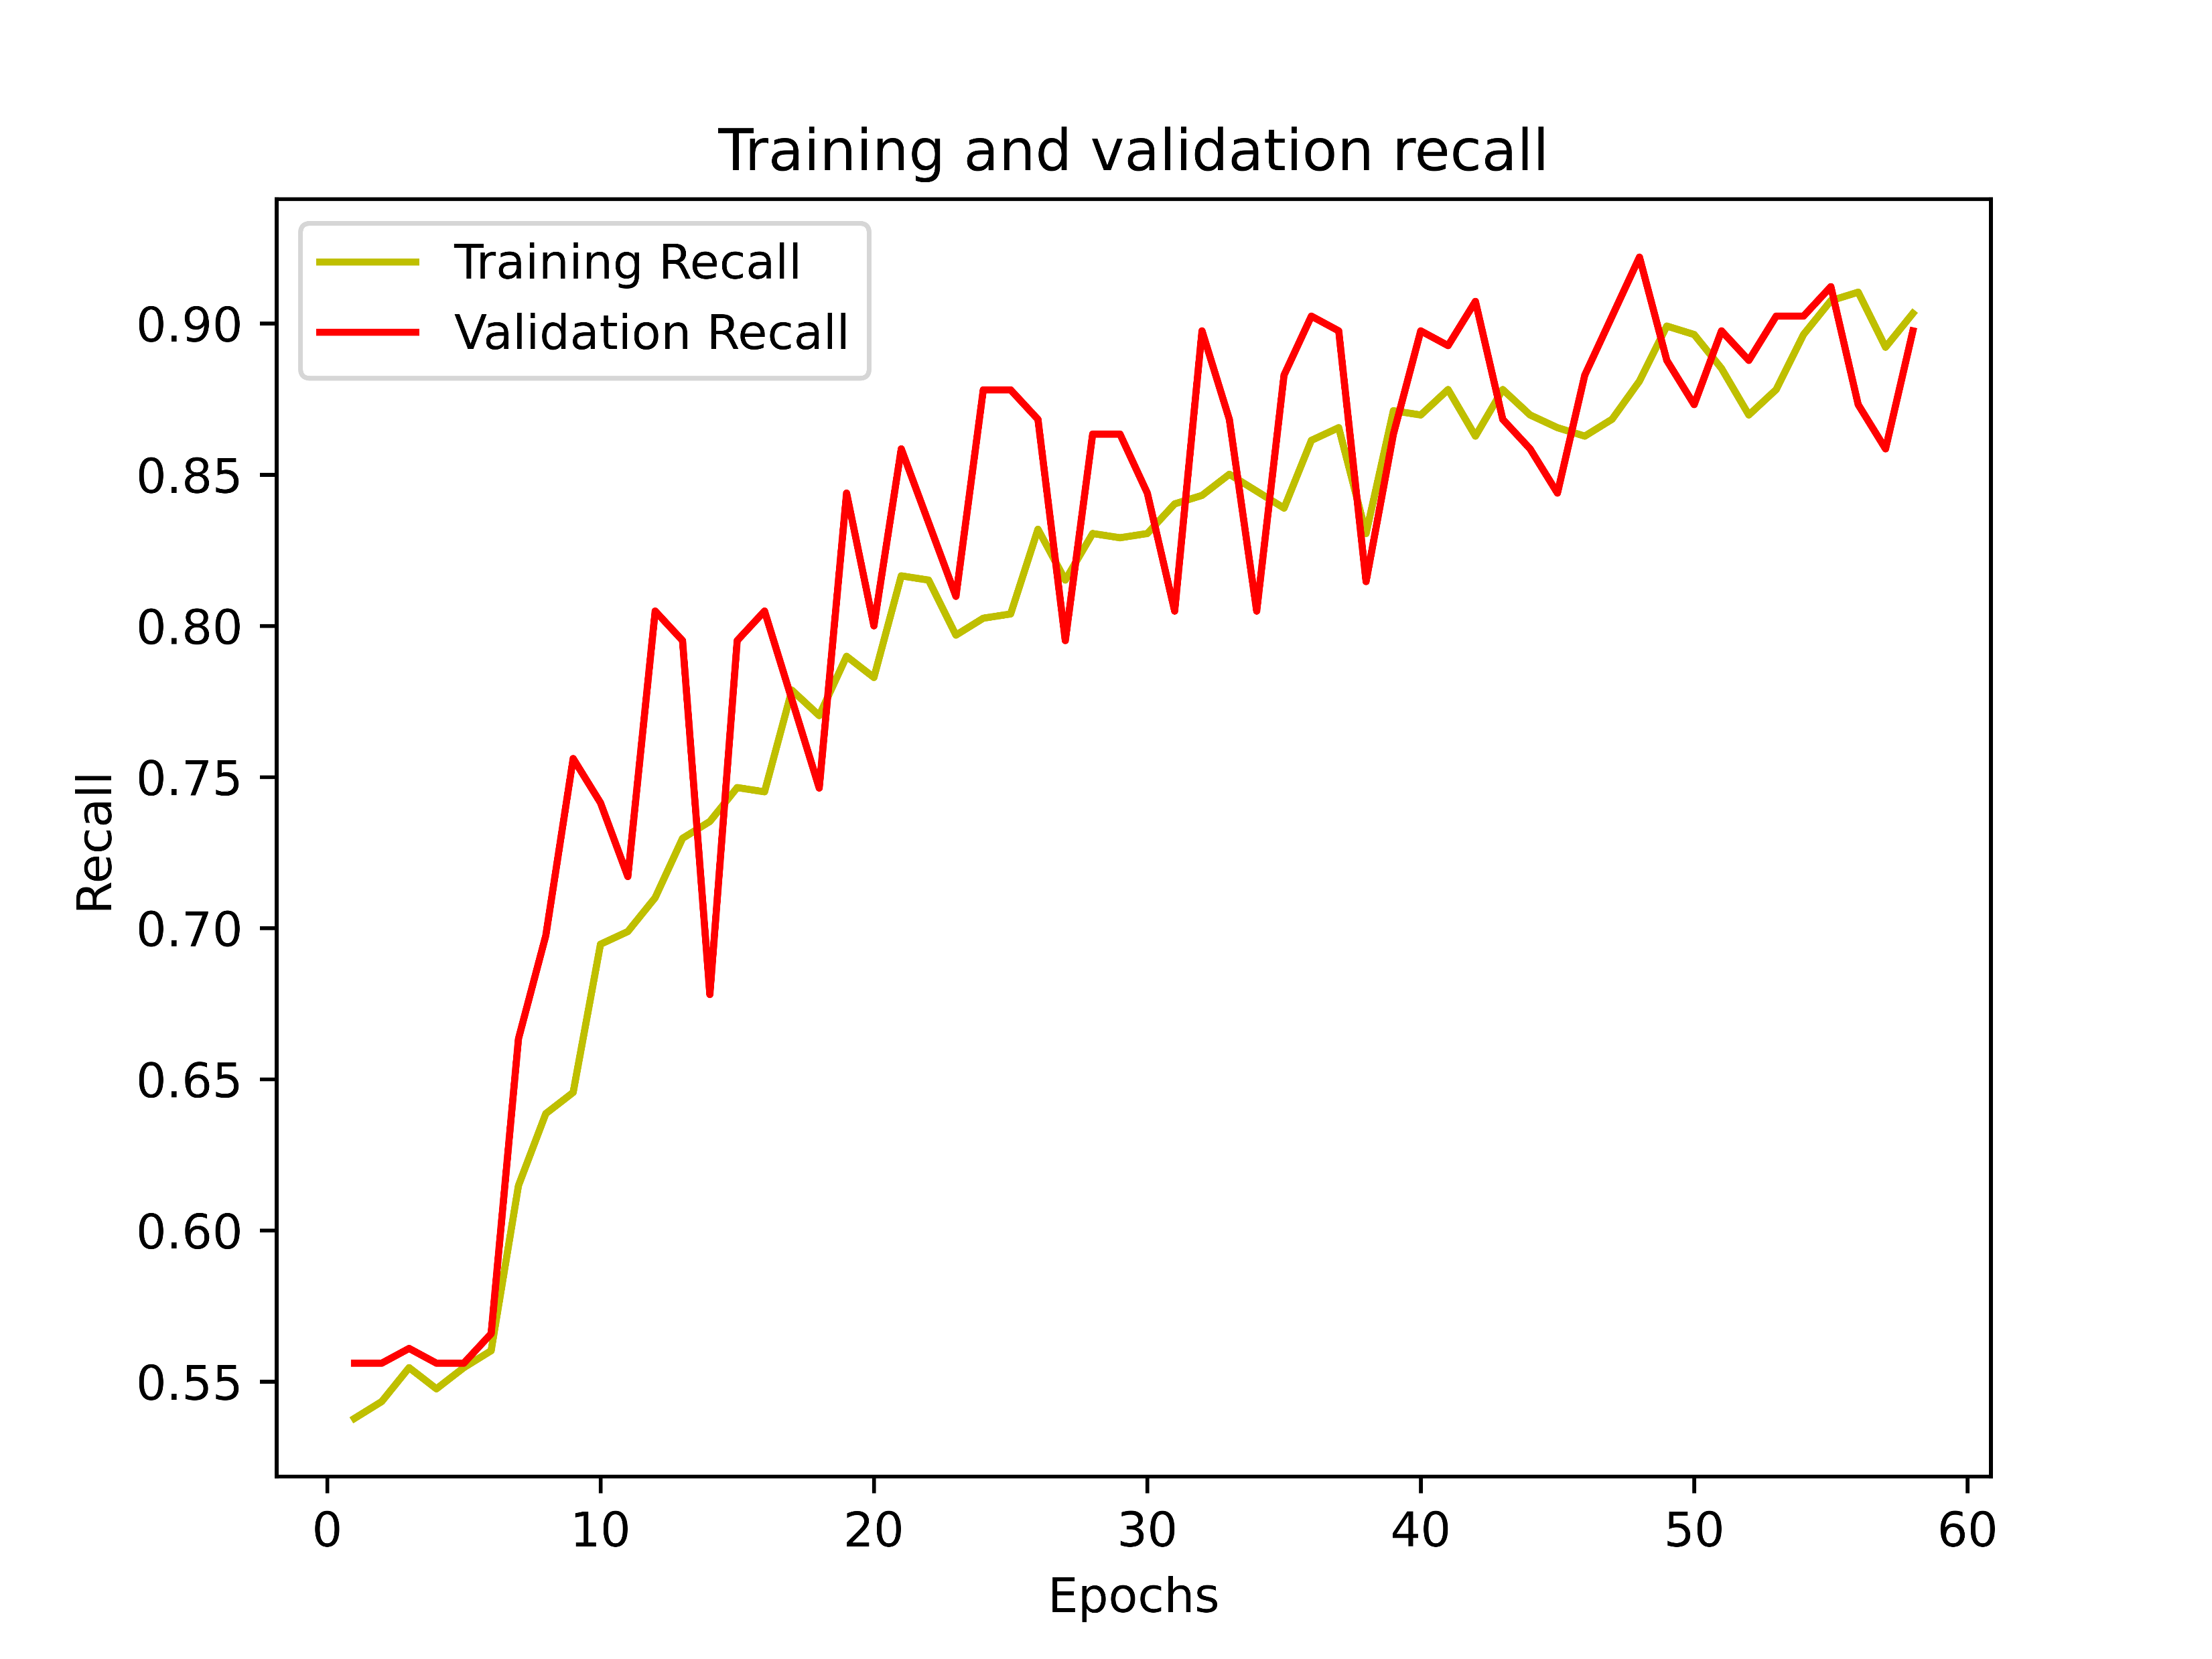 Training and validation recall
Training Recall
Validation Recall
0.90
0.85
0.80
0.75
0.70
0.65
0.60
0.55
Recall
0 10 20 30 40 50 60
Epochs